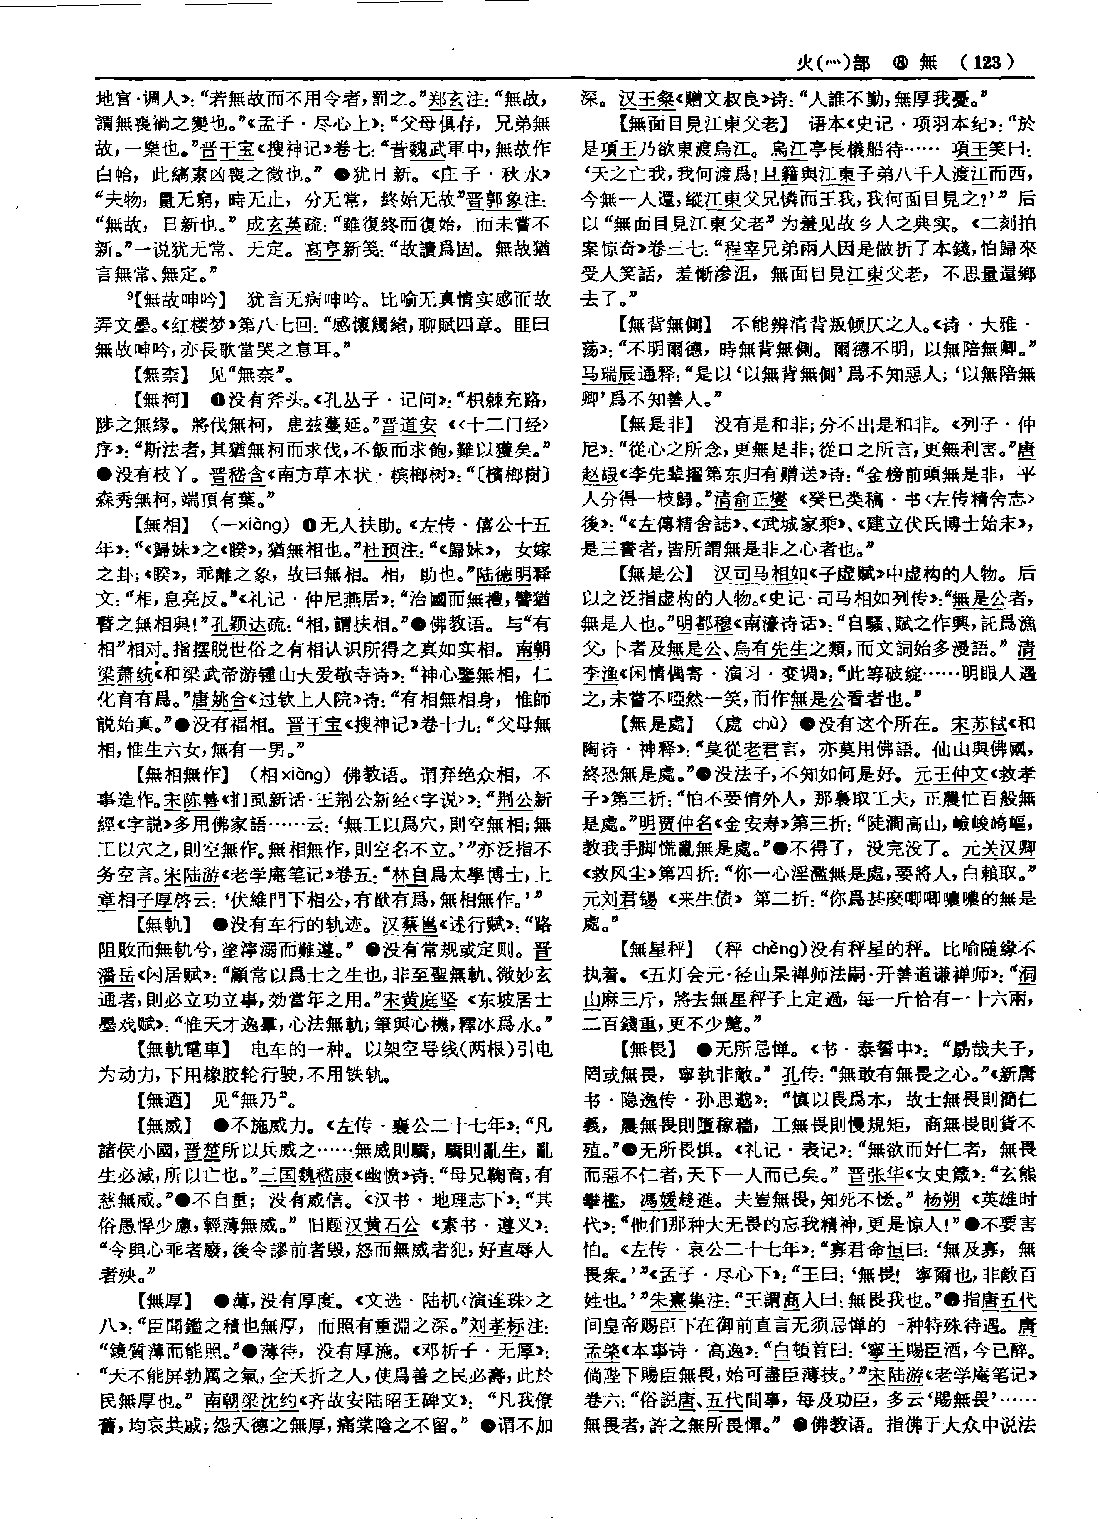 火(灬)部 ⑧ 無 (123)
地官·调人》：“若無故而不用令者，罰之。”郑玄注：“無故，
謂無喪禍之變也。”《孟子·尽心上》：“父母俱存，兄弟無
故，一樂也。”晋干宝《搜神记》卷七：“昔魏武軍中，無故作
白帢，此縞素凶喪之徵也。”❷犹日新。《庄子·秋水》
“夫物，量无窮，時无止，分无常，終始无故”晋郭象注：
“無故，日新也。”成玄英疏：“雖復終而復始，而未嘗不
新。”一说犹无常、无定。高亨新笺：“故讀爲固。無故猶
言無常、無定。”
【無故呻吟】 犹言无病呻吟。比喻无真情实感而故
弄文墨。《红楼梦》第八七回：“感懷觸緒，聊賦四章。匪曰
無故呻吟，亦長歌當哭之意耳。”
【無柰】 见“無奈”。
【無柯】 ❶没有斧头。《孔丛子·记问》：“枳棘充路，
陟之無緣。將伐無柯，患兹蔓延。”晋道安《〈十二门经〉
序》：“斯法者，其猶無柯而求伐，不飯而求飽，難以獲矣。”
❷没有枝丫。晋嵇含《南方草木状·槟榔树》：“〔檳榔樹〕
森秀無柯，端頂有葉。”
【無相】 (—xiàng) ❶无人扶助。《左传·僖公十五
年》：“《歸妹》之《睽》，猶無相也。”杜预注：“《歸妹》，女嫁
之卦；《睽》，乖離之象，故曰無相。相，助也。”陆德明释
文：“相，息亮反。”《礼记·仲尼燕居》：“治國而無禮，譬猶
瞽之無相與！”孔颖达疏：“相，謂扶相。”❷佛教语。与“有
相”相对。指摆脱世俗之有相认识所得之真如实相。南朝
梁萧统《和梁武帝游锺山大爱敬寺诗》：“神心鑒無相，仁
化育有爲。”唐姚合《过钦上人院》诗：“有相無相身，惟師
説始真。”❸没有福相。晋干宝《搜神记》卷十九：“父母無
相，惟生六女，無有一男。”
【無相無作】 (相xiàng) 佛教语。谓弃绝众相，不
事造作。宋陈善《扪虱新话·王荆公新经〈字说〉》：“荆公新
經《字説》多用佛家語……云：‘無工以爲穴，則空無相；無
工以穴之，則空無作。無相無作，則空名不立。’”亦泛指不
务空言。宋陆游《老学庵笔记》卷五：“林自爲太學博士，上
章相子厚啓云：‘伏惟門下相公，有猷有爲，無相無作。’”
【無軌】 ❶没有车行的轨迹。汉蔡邕《述行赋》：“路
阻敗而無軌兮，塗濘溺而難遵。” ❷没有常规或定则。晋
潘岳《闲居赋》：“顧常以爲士之生也，非至聖無軌、微妙玄
通者，則必立功立事，効當年之用。”宋黄庭坚《东坡居士
墨戏赋》：“惟天才逸羣，心法無軌；筆與心機，釋冰爲水。”
【無軌電車】 电车的一种。以架空导线(两根)引电
为动力，下用橡胶轮行驶，不用铁轨。
【無迺】 见“無乃”。
【無威】 ❶不施威力。《左传·襄公二十七年》：“凡
諸侯小國，晋楚所以兵威之……無威則驕，驕則亂生，亂
生必滅，所以亡也。”三国魏嵇康《幽愤》诗：“母兄鞠育，有
慈無威。”❷不自重；没有威信。《汉书·地理志下》：“其
俗愚悍少慮，輕薄無威。” 旧题汉黄石公《素书·遵义》：
“令與心乖者廢，後令謬前者毁，怒而無威者犯，好直辱人
者殃。”
【無厚】 ❶薄，没有厚度。《文选·陆机〈演连珠〉之
八》：“臣聞鑑之積也無厚，而照有重淵之深。”刘孝标注：
“鏡質薄而能照。”❷薄待，没有厚施。《邓析子·无厚》：
“天不能屏勃厲之氣，全夭折之人，使爲善之民必壽，此於
民無厚也。” 南朝梁沈约《齐故安陆昭王碑文》：“凡我僚
舊，均哀共戚；怨天德之無厚，痛棠陰之不留。” ❸谓不加
深。汉王粲《赠文叔良》诗：“人誰不勤，無厚我憂。”
【無面目見江東父老】 语本《史记·项羽本纪》：“於
是項王乃欲東渡烏江。烏江亭長檥船待…… 項王笑曰：
‘天之亡我，我何渡爲！且籍與江東子弟八千人渡江而西，
今無一人還，縱江東父兄憐而王我，我何面目見之？’” 后
以“無面目見江東父老”为羞见故乡人之典实。《二刻拍
案惊奇》卷三七：“程宰兄弟兩人因是做折了本錢，怕歸來
受人笑話，羞慚滲沮，無面目見江東父老，不思量還鄉
去了。”
【無背無側】 不能辨清背叛倾仄之人。《诗·大雅·
荡》：“不明爾德，時無背無側。爾德不明，以無陪無卿。”
马瑞辰通释：“是以‘以無背無側’爲不知惡人；‘以無陪無
卿’爲不知善人。”
【無是非】 没有是和非；分不出是和非。《列子·仲
尼》：“從心之所念，更無是非；從口之所言，更無利害。”唐
赵嘏《李先辈擢第东归有赠送》诗：“金榜前頭無是非，平
人分得一枝歸。”清俞正燮《癸巳类稿·书〈左传精舍志〉
後》：“《左傳精舍誌》、《武城家乘》、《建立伏氏博士始末》，
是三書者，皆所謂無是非之心者也。”
【無是公】 汉司马相如《子虚赋》中虚构的人物。后
以之泛指虚构的人物。《史记·司马相如列传》：“無是公者，
無是人也。”明都穆《南濠诗话》：“自騷、賦之作興，託爲漁
父，卜者及無是公、烏有先生之類，而文詞始多漫語。” 清
李渔《闲情偶寄·演习·变调》：“此等破綻……明眼人遇
之，未嘗不啞然一笑，而作無是公看者也。”
【無是處】 (處 chù) ❶没有这个所在。宋苏轼《和
陶诗·神释》：“莫從老君言，亦莫用佛語。仙山與佛國，
終恐無是處。”❷没法子，不知如何是好。元王仲文《救孝
子》第三折：“怕不要倩外人，那裏取工夫，正農忙百般無
是處。”明贾仲名《金安寿》第三折：“陡澗高山，嶮峻崎嶇，
教我手脚慌亂無是處。”❸不得了，没完没了。元关汉卿
《救风尘》第四折：“你一心淫濫無是處，要將人，白賴取。”
元刘君锡《来生债》第二折：“你爲甚麽唧唧噥噥的無是
處。”
【無星秤】 (秤 chèng)没有秤星的秤。比喻随缘不
执着。《五灯会元·径山杲禅师法嗣·开善道谦禅师》：“洞
山麻三斤，將去無星秤子上定過，每一斤恰有一十六兩，
二百錢重，更不少釐。”
【無畏】 ❶无所忌惮。《书·泰誓中》：“勗哉夫子，
罔或無畏，寧執非敵。” 孔传：“無敢有無畏之心。”《新唐
书·隐逸传·孙思邈》：“慎以畏爲本，故士無畏則簡仁
義，農無畏則墮稼穡，工無畏則慢規矩，商無畏則貨不
殖。”❷无所畏惧。《礼记·表记》：“無欲而好仁者，無畏
而惡不仁者，天下一人而已矣。” 晋张华《女史箴》：“玄熊
攀檻，馮媛趍進。夫豈無畏，知死不恡。” 杨朔《英雄时
代》：“他们那种大无畏的忘我精神，更是惊人！”❸不要害
怕。《左传·哀公二十七年》：“寡君命恒曰：‘無及寡，無
畏衆。’”《孟子·尽心下》：“王曰：‘無畏！寧爾也，非敵百
姓也。’”朱熹集注：“王謂商人曰：無畏我也。”❹指唐五代
间皇帝赐臣下在御前直言无须忌惮的一种特殊待遇。唐
孟棨《本事诗·高逸》：“白頓首曰：‘寧王賜臣酒，今已醉。
倘陛下賜臣無畏，始可盡臣薄技。’”宋陆游《老学庵笔记》
卷六：“俗説唐、五代間事，每及功臣，多云‘賜無畏’……
無畏者，許之無所畏憚。” ❺佛教语。指佛于大众中说法